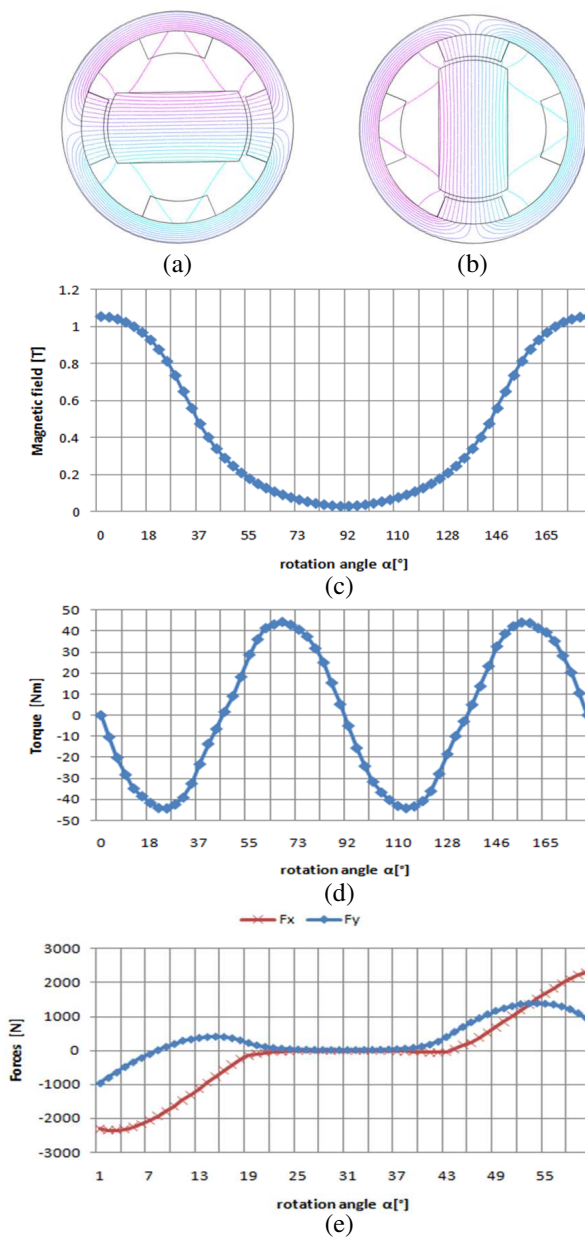 (a) (b)
1.2
1
0.8
0.6
0.4
0.2
0
Magnetic field [T]
0 18 37 55 73 92 110 128 146 165
rotation angle α[°]
(c)
50
40
30
20
10
0
-10
-20
-30
-40
-50
Torque [Nm]
0 18 37 55 73 92 110 128 146 165
rotation angle α[°]
(d)
Fx Fy
3000
2000
1000
0
-1000
-2000
-3000
Forces [N]
1 7 13 19 25 31 37 43 49 55
rotation angle α[°]
(e)